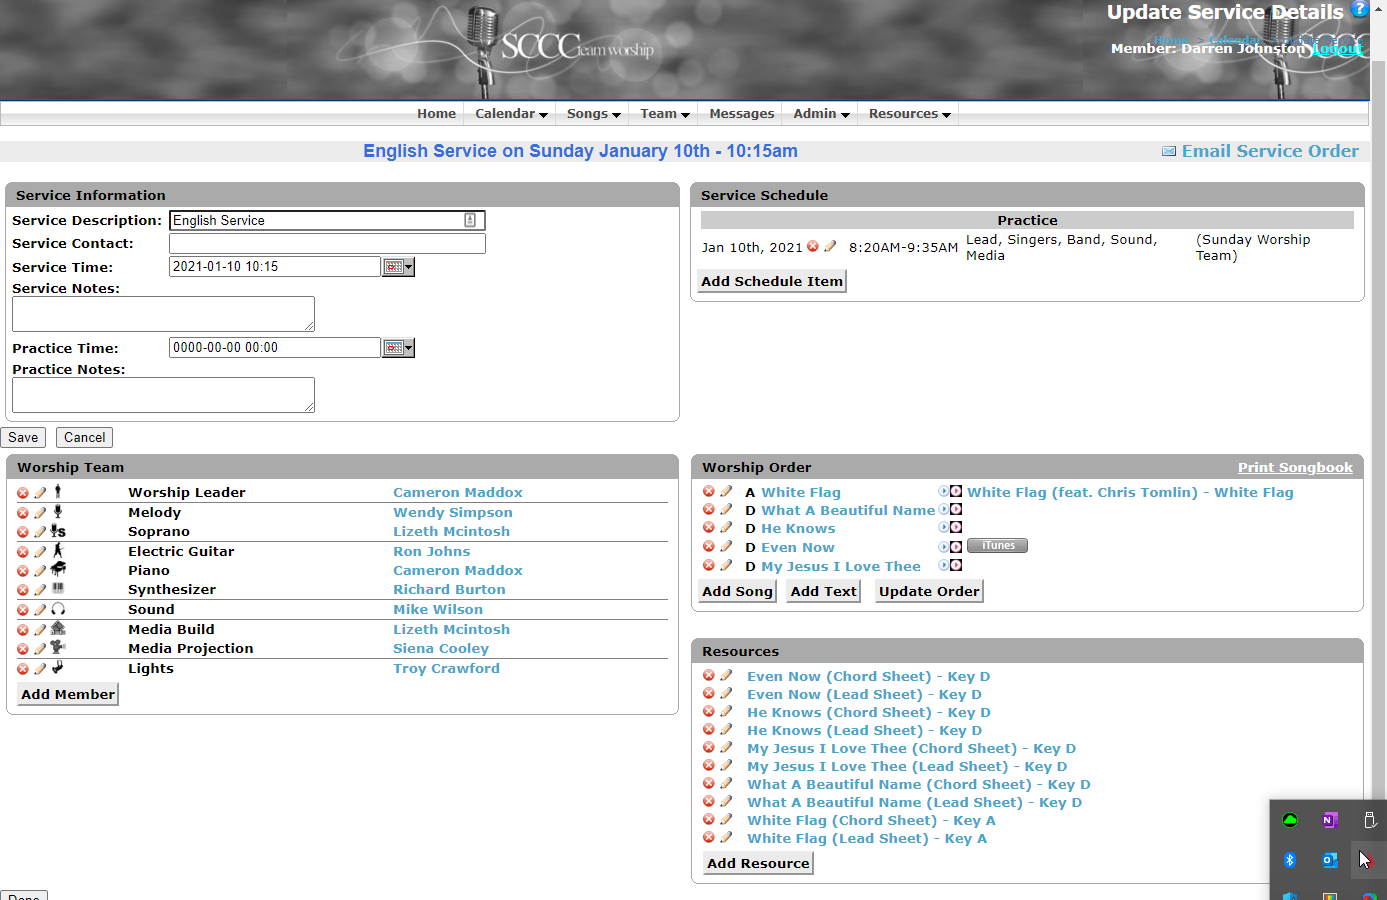 Update Service Details
SCCC team worship
Home > Calendar >
Member: Darren Johnston Logout
Home Calendar Songs Team Messages Admin Resources
English Service on Sunday January 10th - 10:15am
Email Service Order
Service Information
Service Description: English Service
Service Contact:
Service Time: 2021-01-10 10:15
Service Notes:
Practice Time: 0000-00-00 00:00
Practice Notes:
Save Cancel
Service Schedule
Practice
Jan 10th, 2021 8:20AM-9:35AM Lead, Singers, Band, Sound, Media (Sunday Worship Team)
Add Schedule Item
Worship Team
Worship Leader Cameron Maddox
Melody Wendy Simpson
Soprano Lizeth Mcintosh
Electric Guitar Ron Johns
Piano Cameron Maddox
Synthesizer Richard Burton
Sound Mike Wilson
Media Build Lizeth Mcintosh
Media Projection Siena Cooley
Lights Troy Crawford
Add Member
Worship Order Print Songbook
A White Flag White Flag (feat. Chris Tomlin) - White Flag
D What A Beautiful Name
D He Knows
D Even Now iTunes
D My Jesus I Love Thee
Add Song Add Text Update Order
Resources
Even Now (Chord Sheet) - Key D
Even Now (Lead Sheet) - Key D
He Knows (Chord Sheet) - Key D
He Knows (Lead Sheet) - Key D
My Jesus I Love Thee (Chord Sheet) - Key D
My Jesus I Love Thee (Lead Sheet) - Key D
What A Beautiful Name (Chord Sheet) - Key D
What A Beautiful Name (Lead Sheet) - Key D
White Flag (Chord Sheet) - Key A
White Flag (Lead Sheet) - Key A
Add Resource
Done